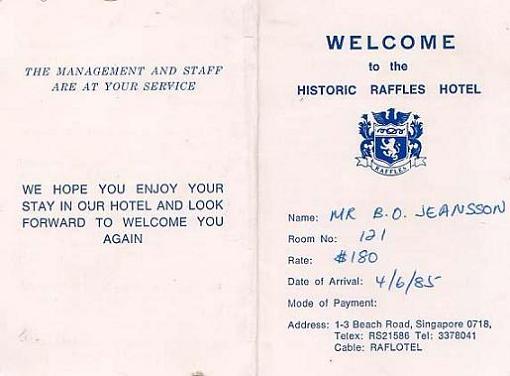 THE MANAGEMENT AND STAFF
ARE AT YOUR SERVICE
WE HOPE YOU ENJOY YOUR
STAY IN OUR HOTEL AND LOOK
FORWARD TO WELCOME YOU
AGAIN
WELCOME
to the
HISTORIC RAFFLES HOTEL
RAFFLES
Name: MR B.O. JEANSSON
Room No: 121
Rate: $180
Date of Arrival: 4/6/85
Mode of Payment:
Address: 1-3 Beach Road, Singapore 0718,
Telex: RS21586 Tel: 3378041
Cable: RAFLOTEL